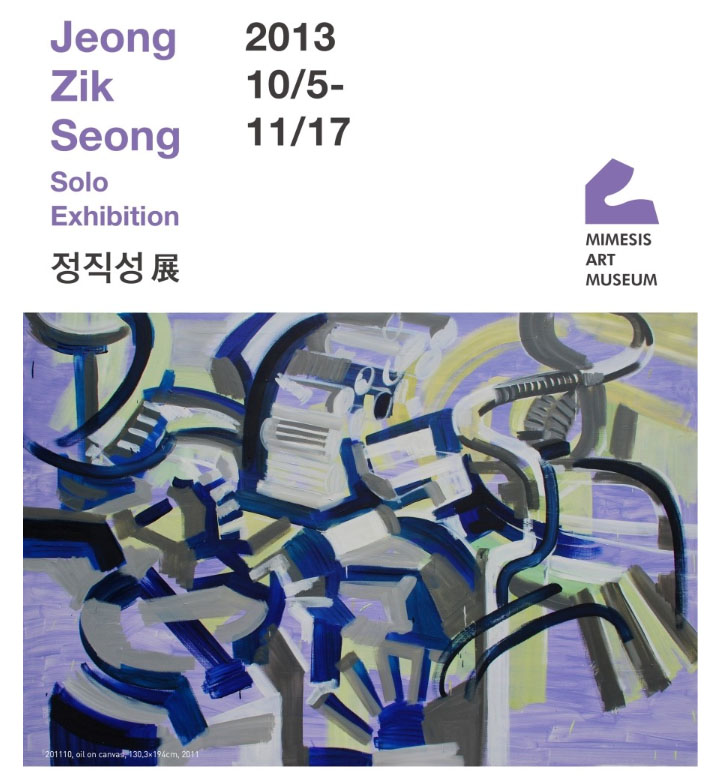 Jeong
Zik
Seong
Solo
Exhibition
정직성 展
2013
10/5-
11/17
MIMESIS
ART
MUSEUM
201110, oil on canvas, 130,3×194cm, 2011